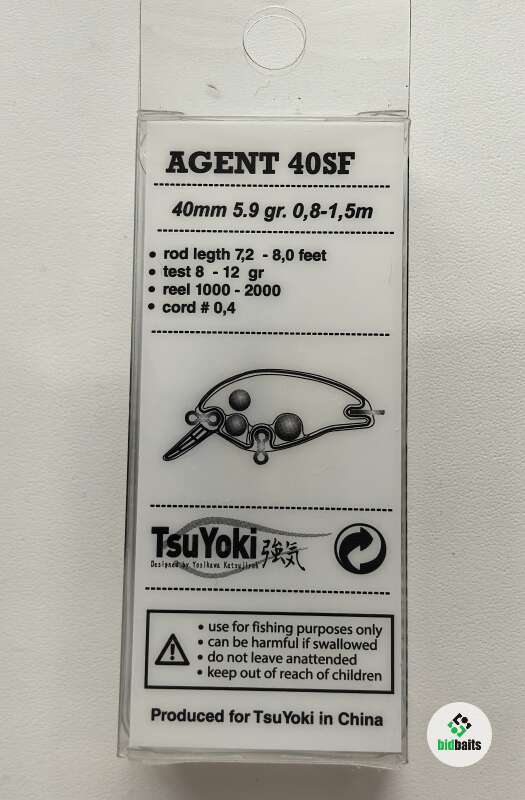 AGENT 40SF
40mm 5.9 gr. 0,8-1,5m
• rod legth 7,2 - 8,0 feet
• test 8 - 12 gr
• reel 1000 - 2000
• cord # 0,4
TsuYoki 強気
Designed by Yosikawa Katsujiroh
• use for fishing purposes only
• can be harmful if swallowed
• do not leave anattended
• keep out of reach of children
Produced for TsuYoki in China
bidbaits